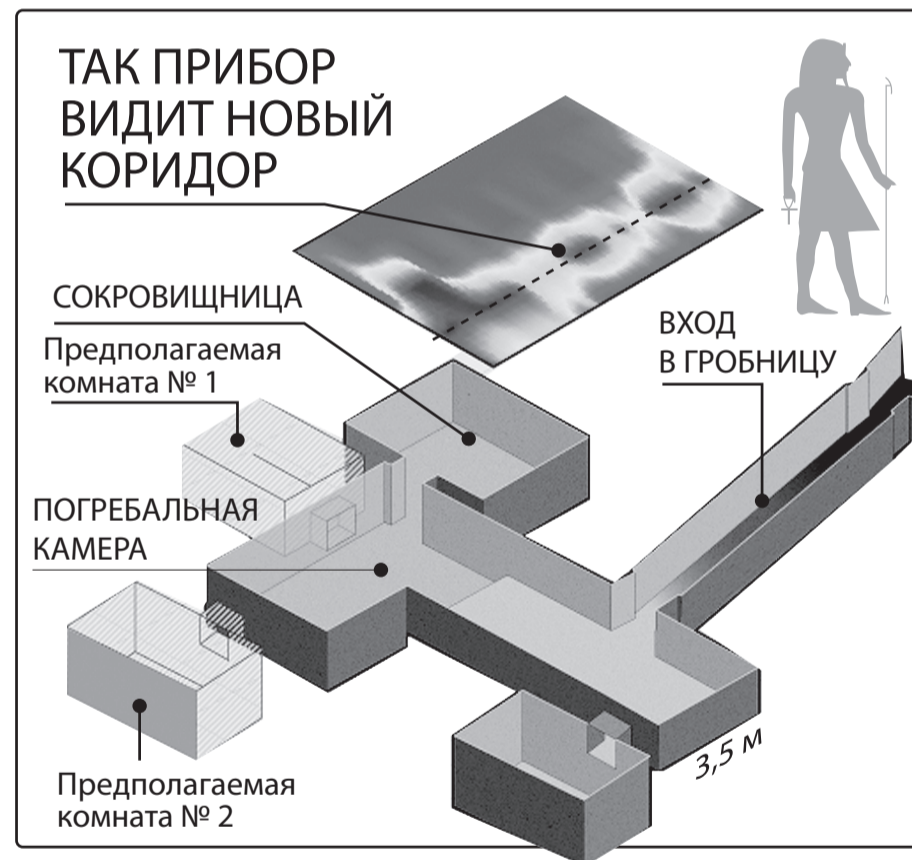 ТАК ПРИБОР
ВИДИТ НОВЫЙ
КОРИДОР
СОКРОВИЩНИЦА
Предполагаемая
комната № 1
ВХОД
В ГРОБНИЦУ
ПОГРЕБАЛЬНАЯ
КАМЕРА
3,5 м
Предполагаемая
комната № 2